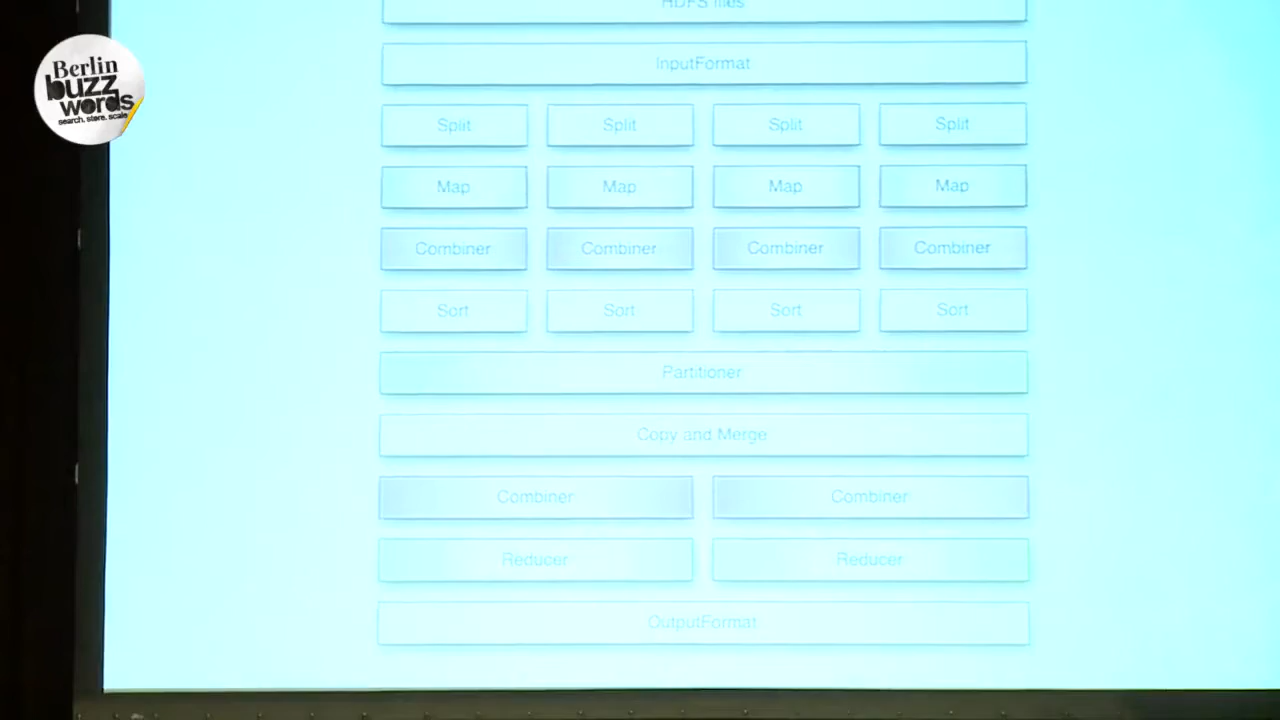 Berlin
buzz
words
search. store. scale
HDFS files
InputFormat
Split Split Split Split
Map Map Map Map
Combiner Combiner Combiner Combiner
Sort Sort Sort Sort
Partitioner
Copy and Merge
Combiner Combiner
Reducer Reducer
OutputFormat